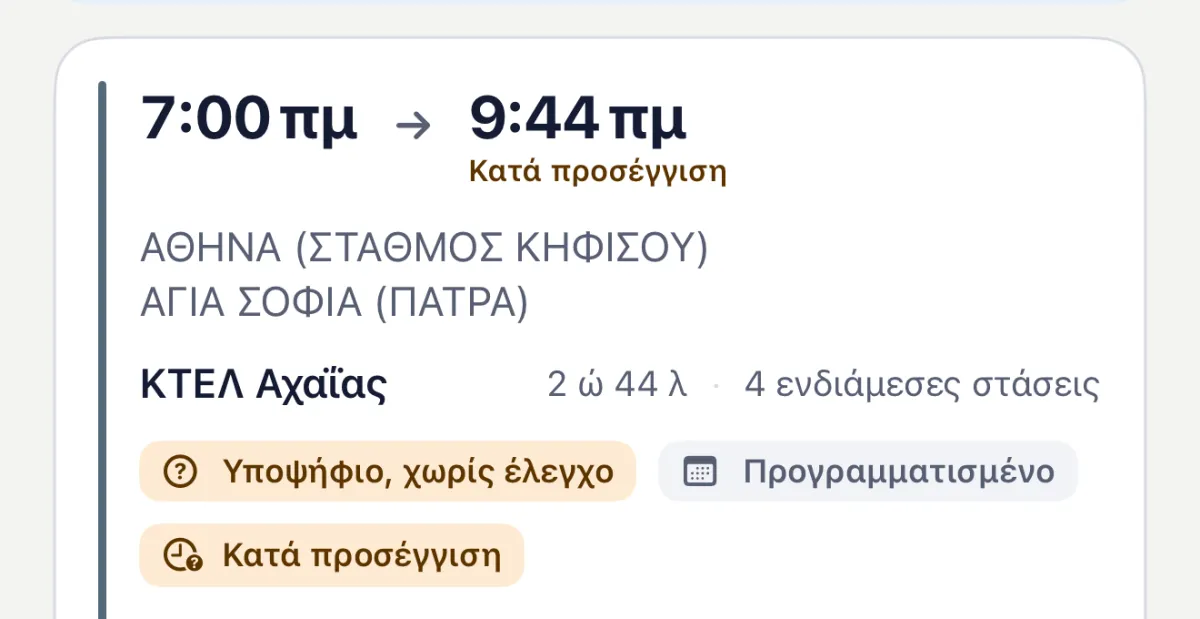 7:00 πμ → 9:44 πμ
Κατά προσέγγιση
ΑΘΗΝΑ (ΣΤΑΘΜΟΣ ΚΗΦΙΣΟΥ)
ΑΓΙΑ ΣΟΦΙΑ (ΠΑΤΡΑ)
ΚΤΕΛ Αχαΐας 2 ώ 44 λ · 4 ενδιάμεσες στάσεις
Υποψήφιο, χωρίς έλεγχο Προγραμματισμένο
Κατά προσέγγιση